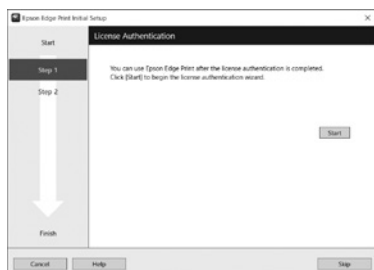 Epson Edge Print Initial Setup
License Authentication
Start
Step 1
Step 2
Finish
You can use Epson Edge Print after the license authentication is completed.
Click [Start] to begin the license authentication wizard.
Start
Cancel
Help
Skip